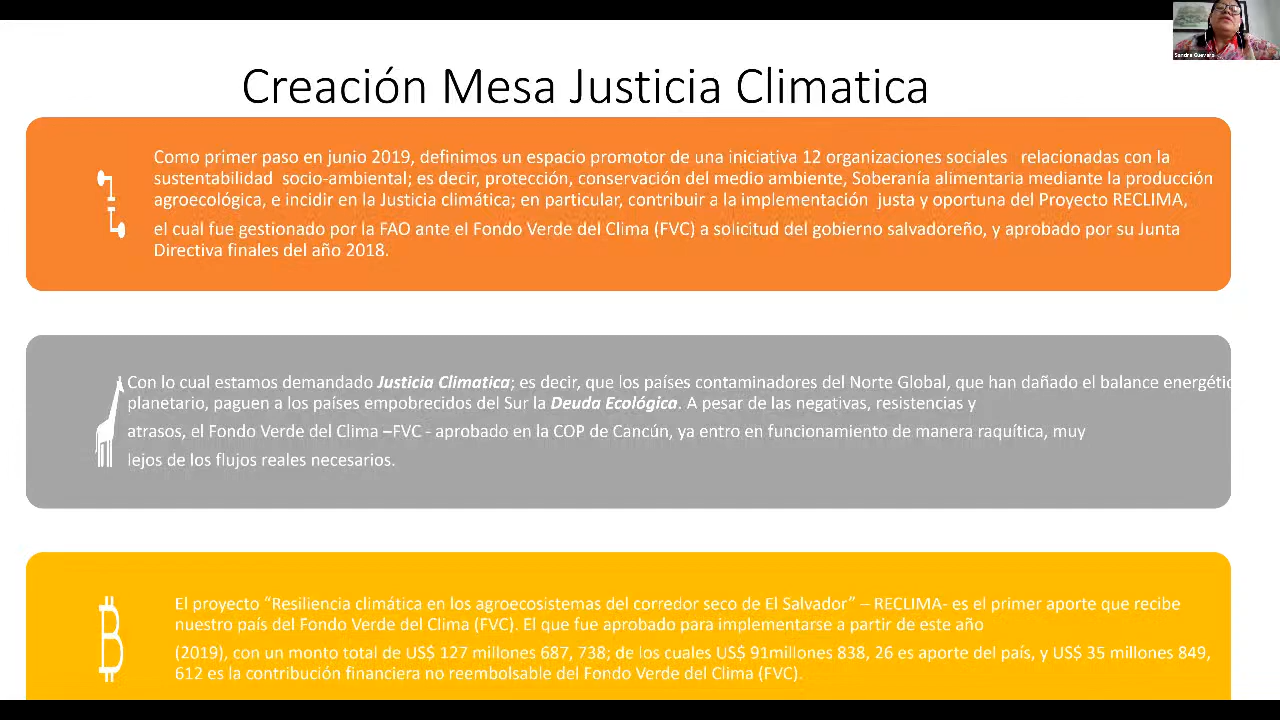 Sandra Guevara
Creación Mesa Justicia Climatica
Como primer paso en junio 2019, definimos un espacio promotor de una iniciativa 12 organizaciones sociales relacionadas con la
sustentabilidad socio-ambiental; es decir, protección, conservación del medio ambiente, Soberanía alimentaria mediante la producción
agroecológica, e incidir en la Justicia climática; en particular, contribuir a la implementación justa y oportuna del Proyecto RECLIMA,
el cual fue gestionado por la FAO ante el Fondo Verde del Clima (FVC) a solicitud del gobierno salvadoreño, y aprobado por su Junta
Directiva finales del año 2018.
Con lo cual estamos demandado Justicia Climatica; es decir, que los países contaminadores del Norte Global, que han dañado el balance energétic
planetario, paguen a los países empobrecidos del Sur la Deuda Ecológica. A pesar de las negativas, resistencias y
atrasos, el Fondo Verde del Clima –FVC - aprobado en la COP de Cancún, ya entro en funcionamiento de manera raquítica, muy
lejos de los flujos reales necesarios.
El proyecto “Resiliencia climática en los agroecosistemas del corredor seco de El Salvador” – RECLIMA- es el primer aporte que recibe
nuestro país del Fondo Verde del Clima (FVC). El que fue aprobado para implementarse a partir de este año
(2019), con un monto total de US$ 127 millones 687, 738; de los cuales US$ 91millones 838, 26 es aporte del país, y US$ 35 millones 849,
612 es la contribución financiera no reembolsable del Fondo Verde del Clima (FVC).